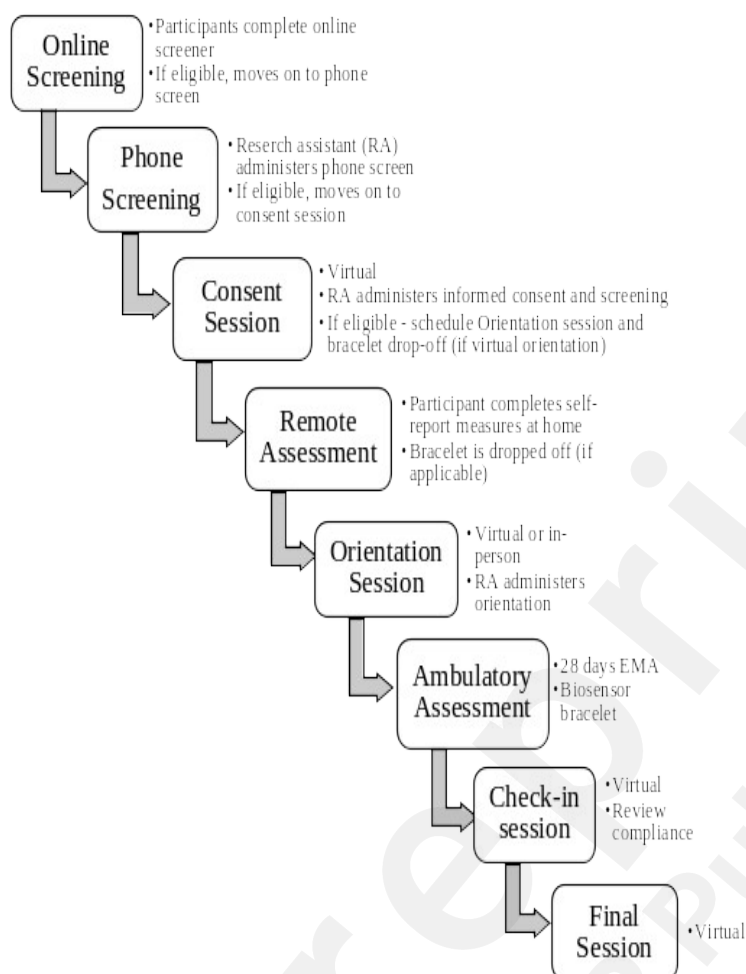 Online
Screening
• Participants complete online
screener
• If eligible, moves on to phone
screen
Phone
Screening
• Reserch assistant (RA)
administers phone screen
• If eligible, moves on to
consent session
Consent
Session
• Virtual
• RA administers informed consent and screening
• If eligible - schedule Orientation session and
bracelet drop-off (if virtual orientation)
Remote
Assessment
• Participant completes self-
report measures at home
• Bracelet is dropped off (if
applicable)
Orientation
Session
• Virtual or in-
person
• RA administers
orientation
Ambulatory
Assessment
• 28 days EMA
• Biosensor
bracelet
Check-in
session
• Virtual
• Review
compliance
Final
Session
• Virtual